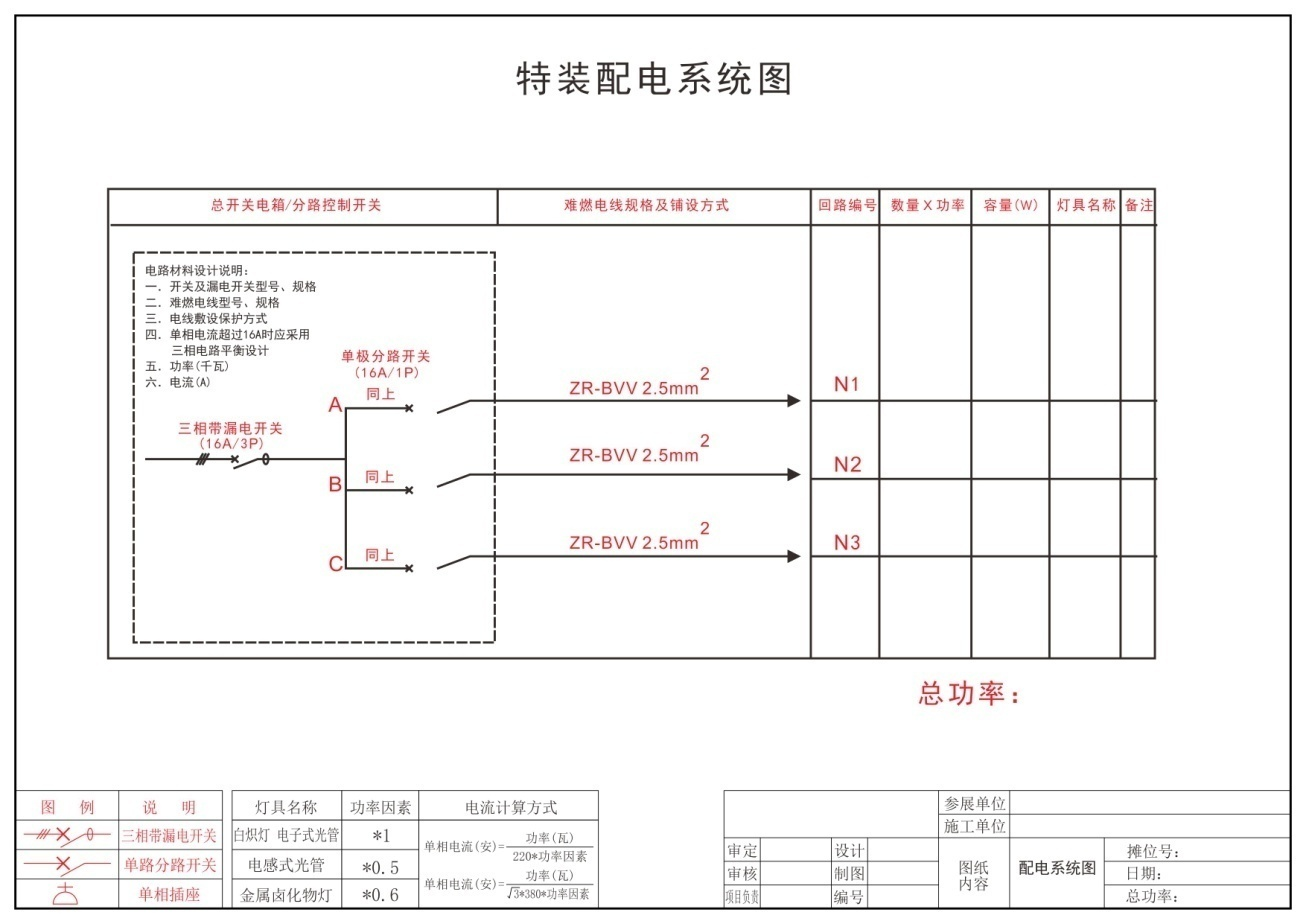 特装配电系统图
总开关电箱/分路控制开关 难燃电线规格及铺设方式 回路编号 数量X功率 容量(W) 灯具名称 备注
电路材料设计说明:
一. 开关及漏电开关型号、规格
二. 难燃电线型号、规格
三. 电线敷设保护方式
四. 单相电流超过16A时应采用
三相电路平衡设计
五. 功率(千瓦)
六. 电流(A)
单极分路开关
(16A/1P)
三相带漏电开关
(16A/3P)
A 同上 ZR-BVV 2.5mm² N1
B 同上 ZR-BVV 2.5mm² N2
C 同上 ZR-BVV 2.5mm² N3
总功率:
图 例 说 明
三相带漏电开关
单路分路开关
单相插座
灯具名称 功率因素 电流计算方式
白炽灯 电子式光管 *1
电感式光管 *0.5
金属卤化物灯 *0.6
单相电流(安)=功率(瓦)/220*功率因素
单相电流(安)=功率(瓦)/√3*380*功率因素
参展单位
施工单位
审定 设计
审核 制图
项目负责 编号
图纸
内容
配电系统图
摊位号:
日期:
总功率: